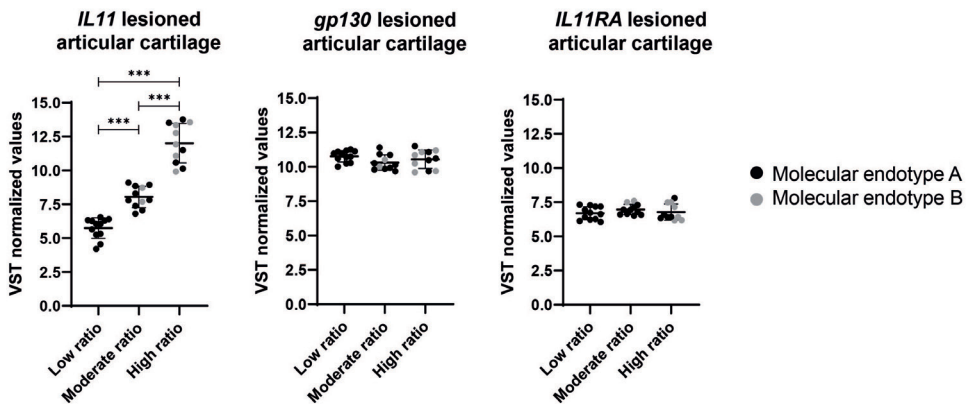 IL11 lesioned
articular cartilage
gp130 lesioned
articular cartilage
IL11RA lesioned
articular cartilage
***
***
***
VST normalized values
15.0
12.5
10.0
7.5
5.0
2.5
0.0
Low ratio
Moderate ratio
High ratio
VST normalized values
15.0
12.5
10.0
7.5
5.0
2.5
0.0
Low ratio
Moderate ratio
High ratio
VST normalized values
15.0
12.5
10.0
7.5
5.0
2.5
0.0
Low ratio
Moderate ratio
High ratio
Molecular endotype A
Molecular endotype B